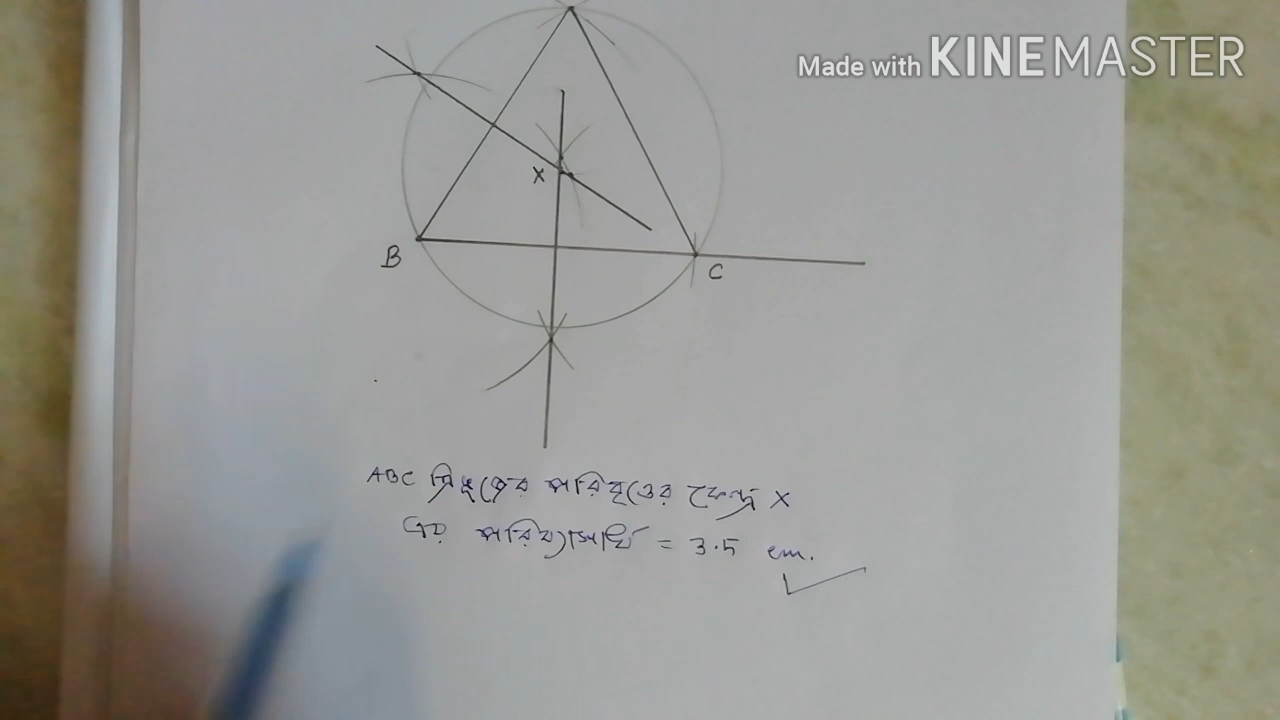 Made with KINEMASTER
X
B
C
ABC ত্রিভুজের পরিবৃত্তের কেন্দ্র X
এবং পরিব্যাসার্ধ = 3.5 cm.